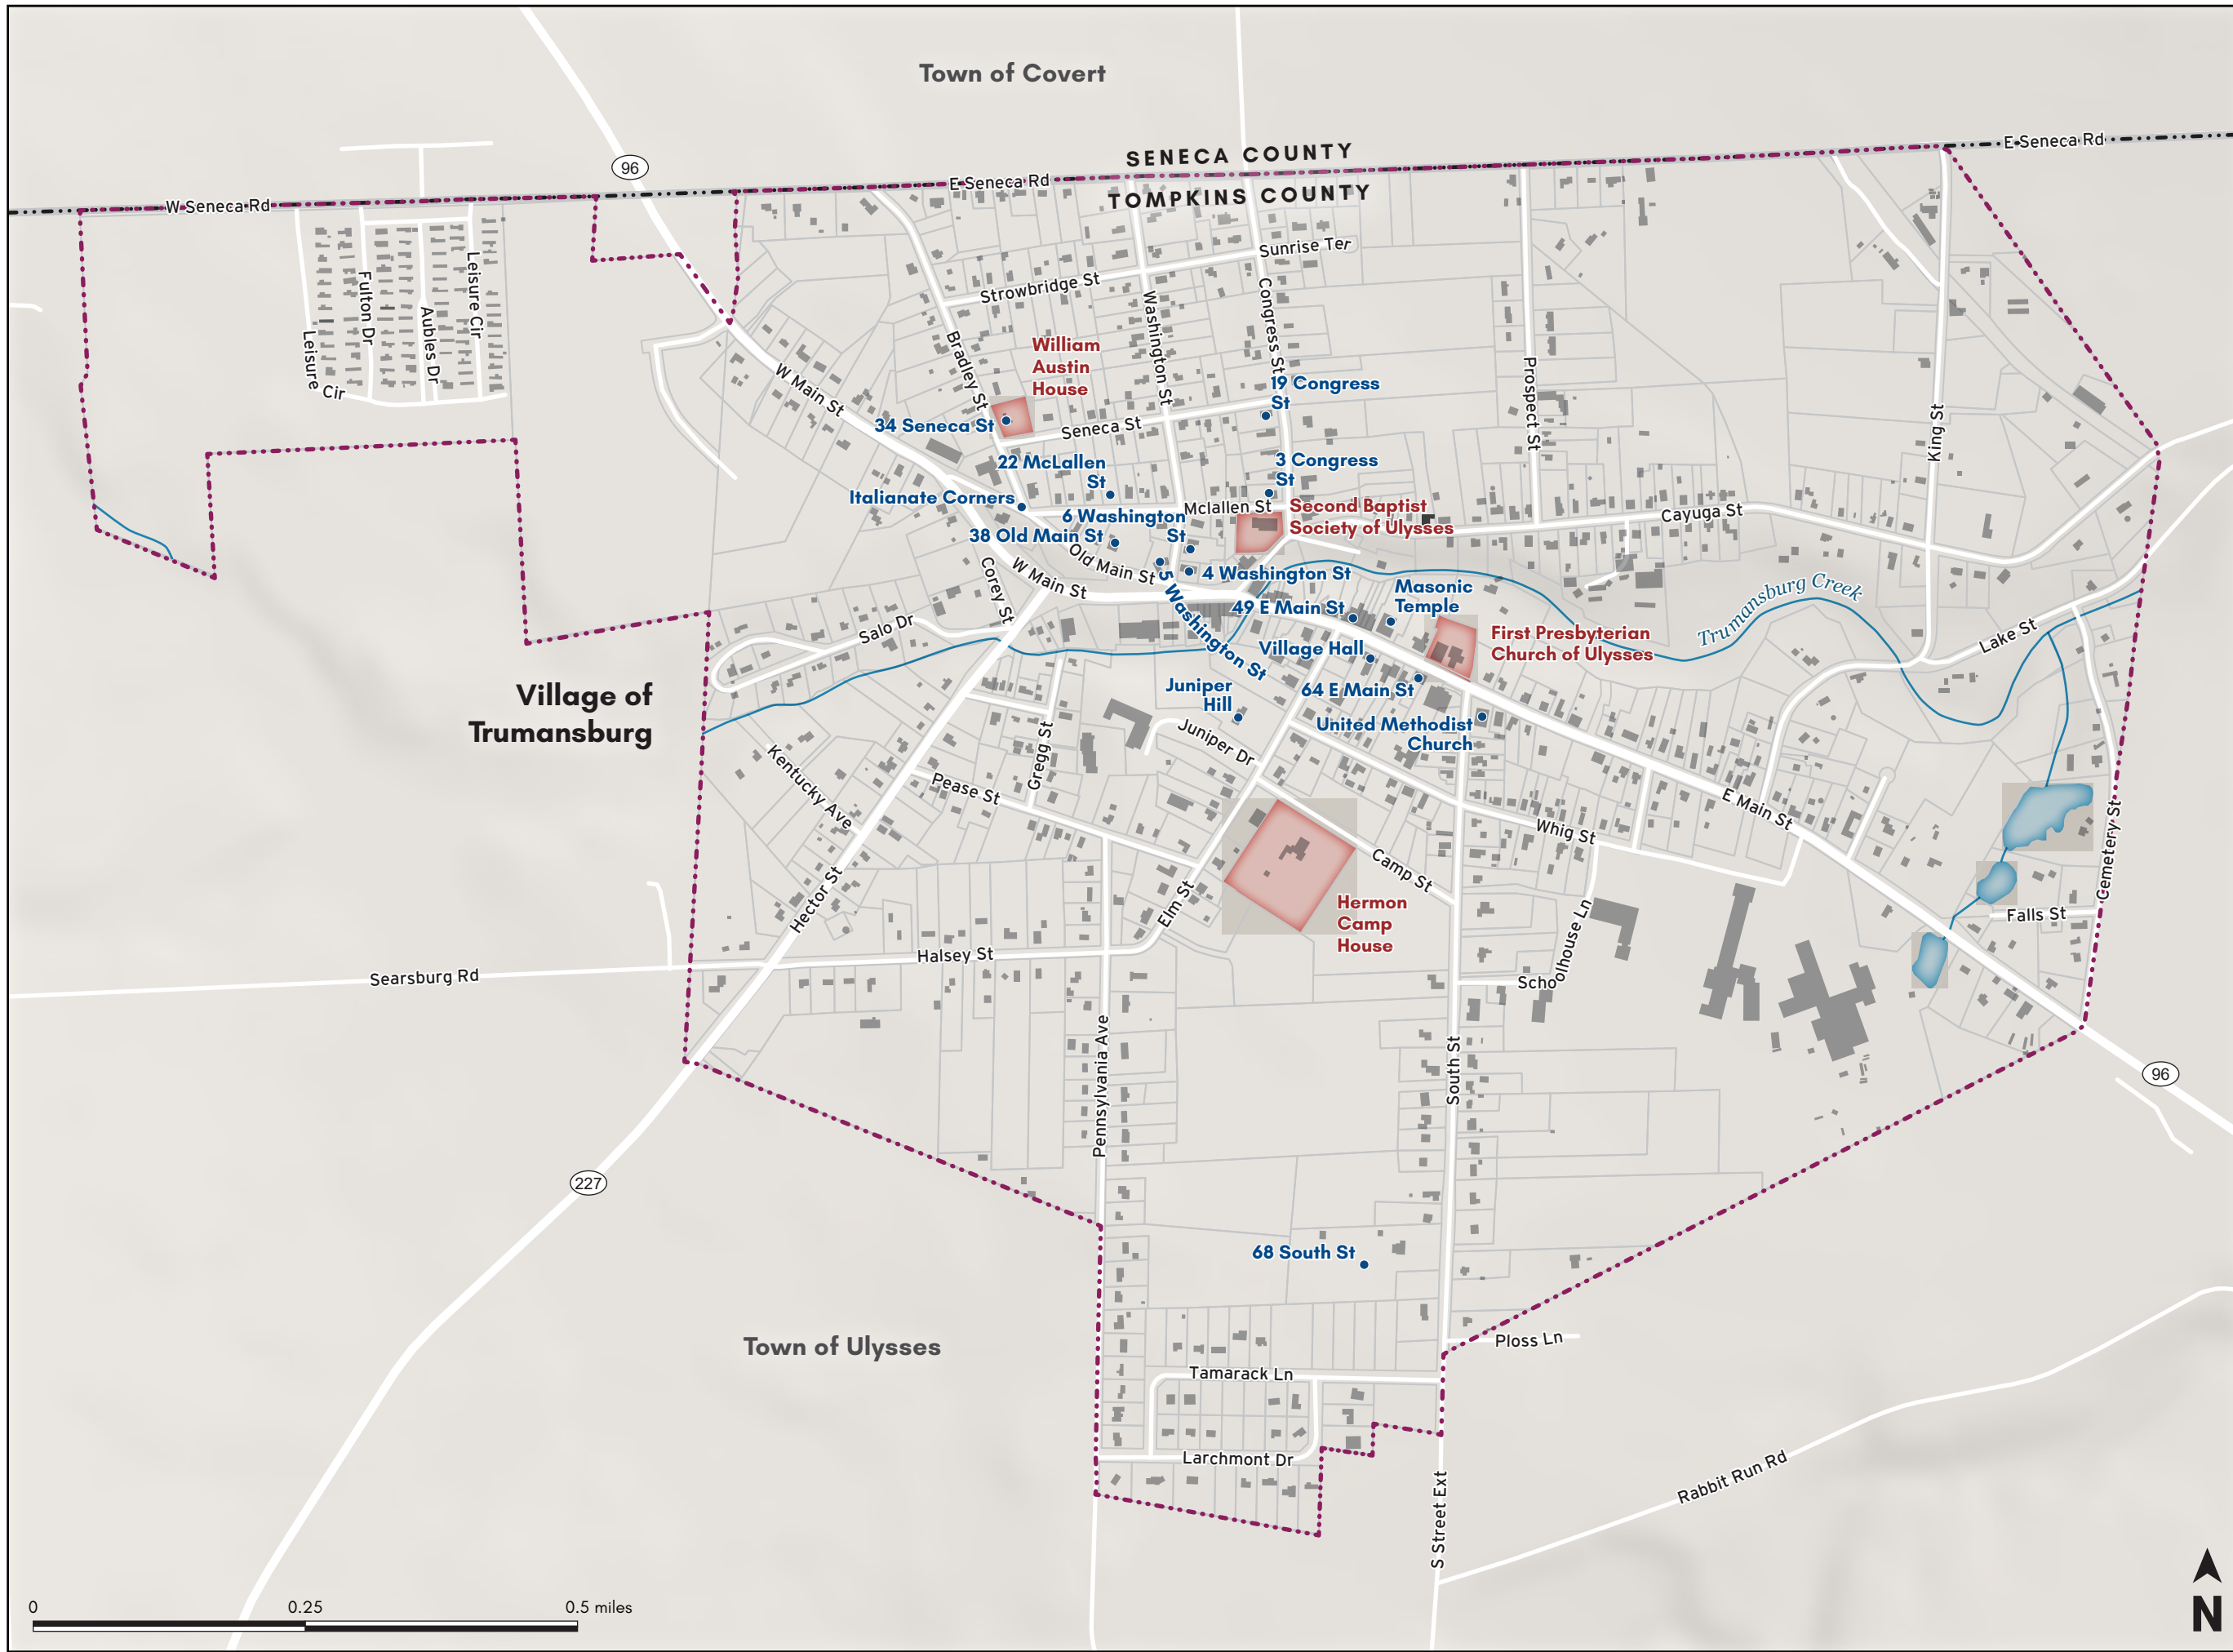 Town of Covert
SENECA COUNTY
TOMPKINS COUNTY
E Seneca Rd
96
E Seneca Rd
W Seneca Rd
Sunrise Ter
Strowbridge St
Leisure Cir
Fulton Dr
Aubles Dr
Leisure
Cir
Washington St
Congress St
Bradley St
William
Austin
House
W Main St
Prospect St
King St
19 Congress
St
34 Seneca St
Seneca St
22 McLallen
St
3 Congress
St
Italianate Corners
Mclallen St
Second Baptist
Society of Ulysses
Cayuga St
6 Washington
St
38 Old Main St
Old Main St
Corey St
W Main St
4 Washington St
5 Washington St
Masonic
Temple
49 E Main St
Trumansburg Creek
First Presbyterian
Church of Ulysses
Village Hall
Salo Dr
Lake St
Village of
Trumansburg
Juniper
Hill
64 E Main St
United Methodist
Church
Juniper Dr
Gregg St
Kentucky Ave
Pease St
E Main St
Whig St
Camp St
Cemetery St
Hector St
Elm St
Hermon
Camp
House
Falls St
Halsey St
Schoolhouse Ln
Searsburg Rd
Pennsylvania Ave
South St
96
227
68 South St
Town of Ulysses
Ploss Ln
Tamarack Ln
Larchmont Dr
S Street Ext
Rabbit Run Rd
0 0.25 0.5 miles
N